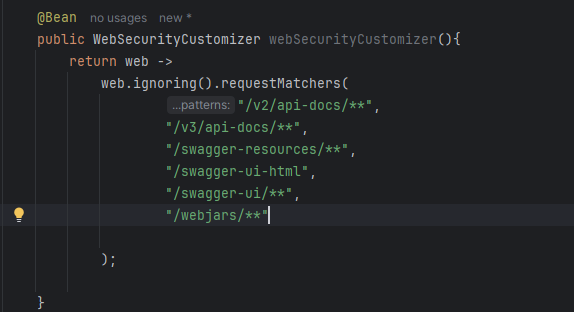 @Bean no usages new *
public WebSecurityCustomizer webSecurityCustomizer(){
return web ->
web.ignoring().requestMatchers(
...patterns: "/v2/api-docs/**",
"/v3/api-docs/**",
"/swagger-resources/**",
"/swagger-ui-html",
"/swagger-ui/**",
"/webjars/**"
);
}